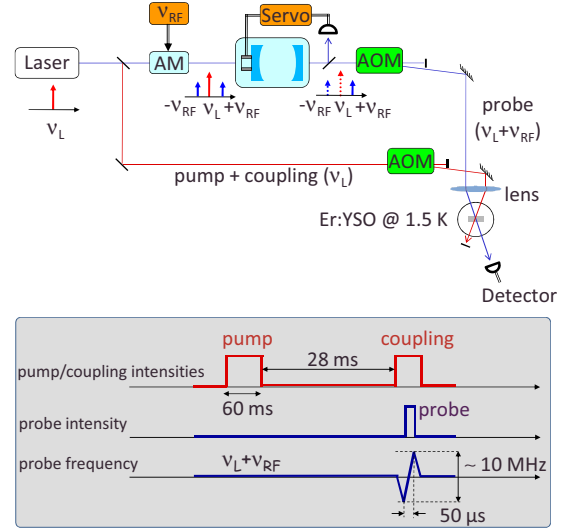 ν_RF
Servo
Laser
AM
AOM
-ν_RF ν_L +ν_RF
-ν_RF ν_L +ν_RF
ν_L
probe
(ν_L+ν_RF)
AOM
pump + coupling (ν_L)
lens
Er:YSO @ 1.5 K
Detector
pump
coupling
28 ms
pump/coupling intensities
60 ms
probe
probe intensity
probe frequency
ν_L+ν_RF
~ 10 MHz
50 µs